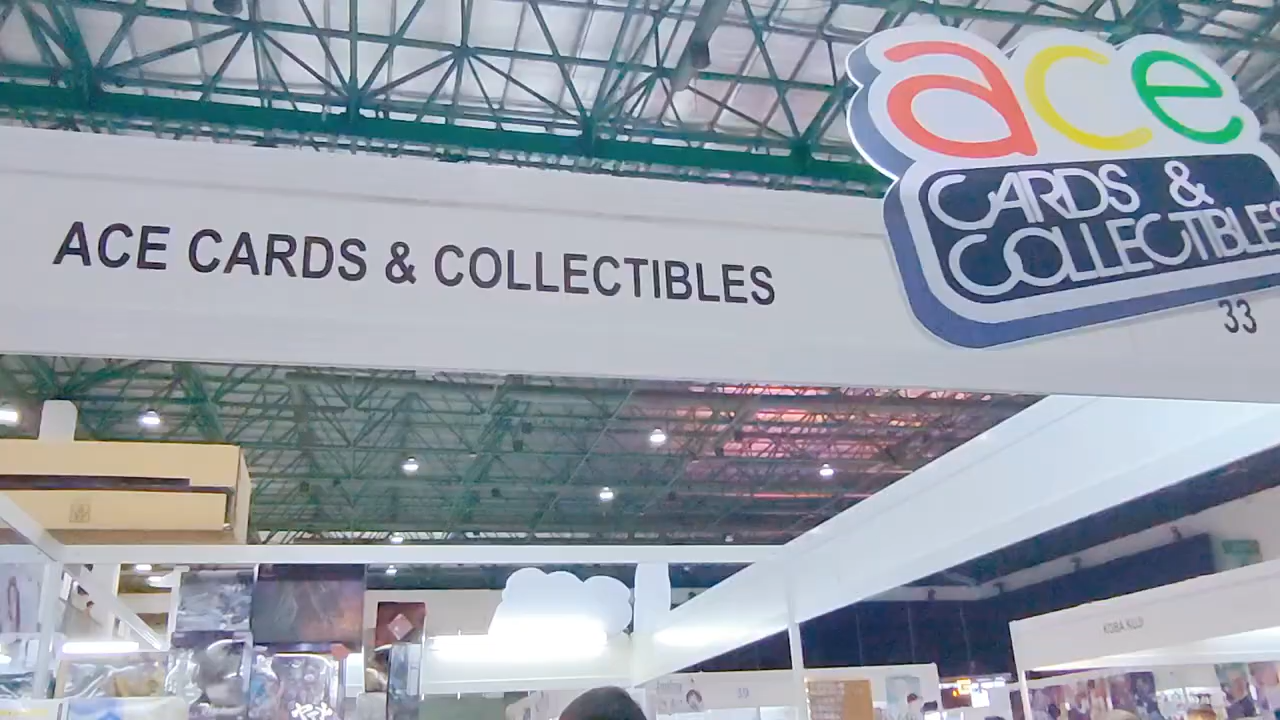 ace
CARDS &
COLLECTIBLES
ACE CARDS & COLLECTIBLES
33